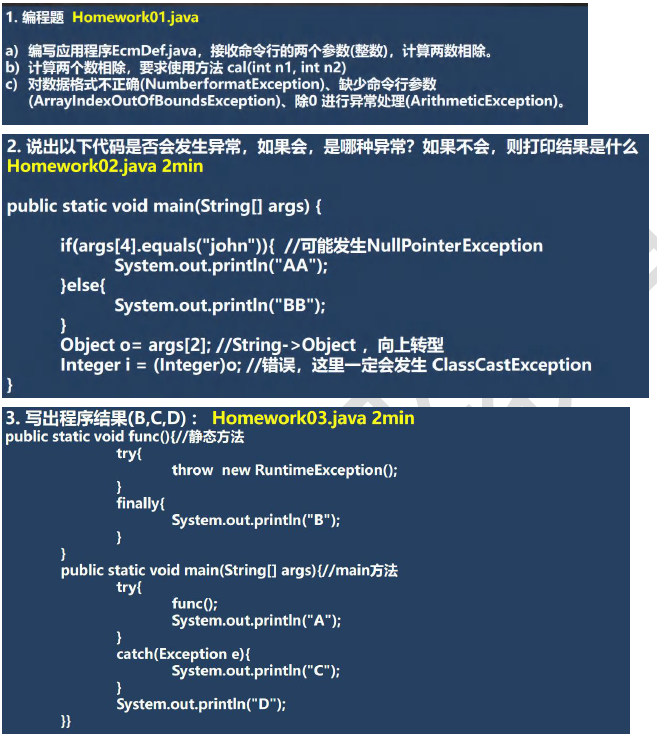 1. 编程题 Homework01.java
a) 编写应用程序EcmDef.java，接收命令行的两个参数(整数)，计算两数相除。
b) 计算两个数相除，要求使用方法 cal(int n1, int n2)
c) 对数据格式不正确(NumberformatException)、缺少命令行参数
(ArrayIndexOutOfBoundsException)、除0 进行异常处理(ArithmeticException)。
2. 说出以下代码是否会发生异常，如果会，是哪种异常？如果不会，则打印结果是什么
Homework02.java 2min
public static void main(String[] args) {
if(args[4].equals("john")){ //可能发生NullPointerException
System.out.println("AA");
}else{
System.out.println("BB");
}
Object o= args[2]; //String->Object ，向上转型
Integer i = (Integer)o; //错误，这里一定会发生 ClassCastException
}
3. 写出程序结果(B,C,D)： Homework03.java 2min
public static void func(){//静态方法
try{
throw new RuntimeException();
}
finally{
System.out.println("B");
}
}
public static void main(String[] args){//main方法
try{
func();
System.out.println("A");
}
catch(Exception e){
System.out.println("C");
}
System.out.println("D");
}}